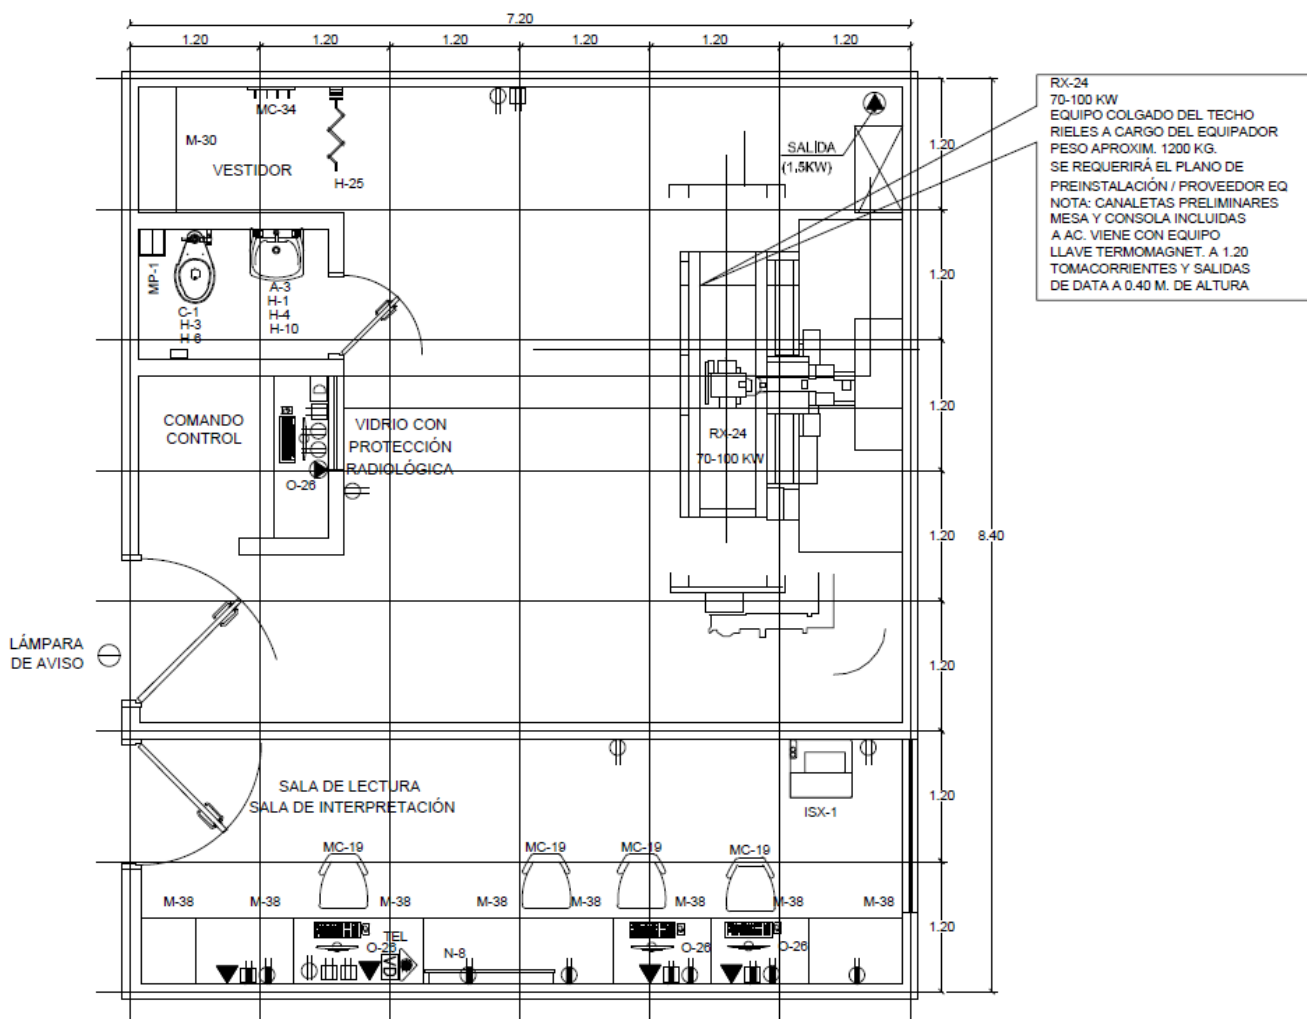 7.20
1.20 1.20 1.20 1.20 1.20 1.20
RX-24
70-100 KW
EQUIPO COLGADO DEL TECHO
RIELES A CARGO DEL EQUIPADOR
PESO APROXIM. 1200 KG.
SE REQUERIRÁ EL PLANO DE
PREINSTALACIÓN / PROVEEDOR EQ
NOTA: CANALETAS PRELIMINARES
MESA Y CONSOLA INCLUIDAS
A AC. VIENE CON EQUIPO
LLAVE TERMOMAGNET. A 1.20
TOMACORRIENTES Y SALIDAS
DE DATA A 0.40 M. DE ALTURA
MC-34
M-30
VESTIDOR
H-25
SALÍDA
(1.5KW)
1.20
MP-1
C-1
H-3
H-6
A-3
H-1
H-4
H-10
1.20
COMANDO
CONTROL
D
VIDRIO CON
PROTECCIÓN
RADIOLÓGICA
O-26
RX-24
70-100 KW
1.20
1.20
8.40
LÁMPARA
DE AVISO
1.20
SALA DE LECTURA
SALA DE INTERPRETACIÓN
ISX-1
1.20
MC-19 MC-19 MC-19 MC-19
M-38 M-38 M-38 M-38 M-38 M-38 M-38 M-38
1.20
TEL
O-26 O-26 O-26
N-8
VD